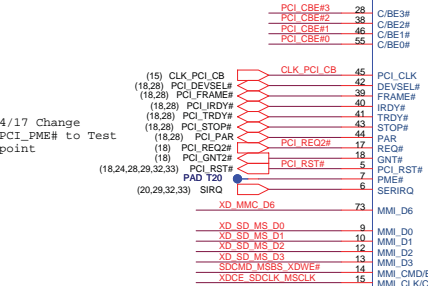 PCI_CBE#3 28 C/BE3#
PCI_CBE#2 38 C/BE2#
PCI_CBE#1 46 C/BE1#
PCI_CBE#0 55 C/BE0#
(15) CLK_PCI_CB CLK_PCI_CB 45 PCI_CLK
(18,28) PCI_DEVSEL# 42 DEVSEL#
(18,28) PCI_FRAME# 39 FRAME#
(18,28) PCI_IRDY# 40 IRDY#
(18,28) PCI_TRDY# 41 TRDY#
(18,28) PCI_STOP# 43 STOP#
(18,28) PCI_PAR 44 PAR
(18) PCI_REQ2# PCI_REQ2# 17 REQ#
(18) PCI_GNT2# 18 GNT#
(18,24,28,29,32,33) PCI_RST# PCI_RST# 5 PCI_RST#
PAD T20 7 PME#
(20,29,32,33) SIRQ 6 SERIRQ
4/17 Change
PCI_PME# to Test
point
XD_MMC_D6 73 MMI_D6
XD_SD_MS_D0 9 MMI_D0
XD_SD_MS_D1 10 MMI_D1
XD_SD_MS_D2 12 MMI_D2
XD_SD_MS_D3 13 MMI_D3
SDCMD_MSBS_XDWE# 14 MMI_CMD/B
XDCE_SDCLK_MSCLK 15 MMI_CLK/C